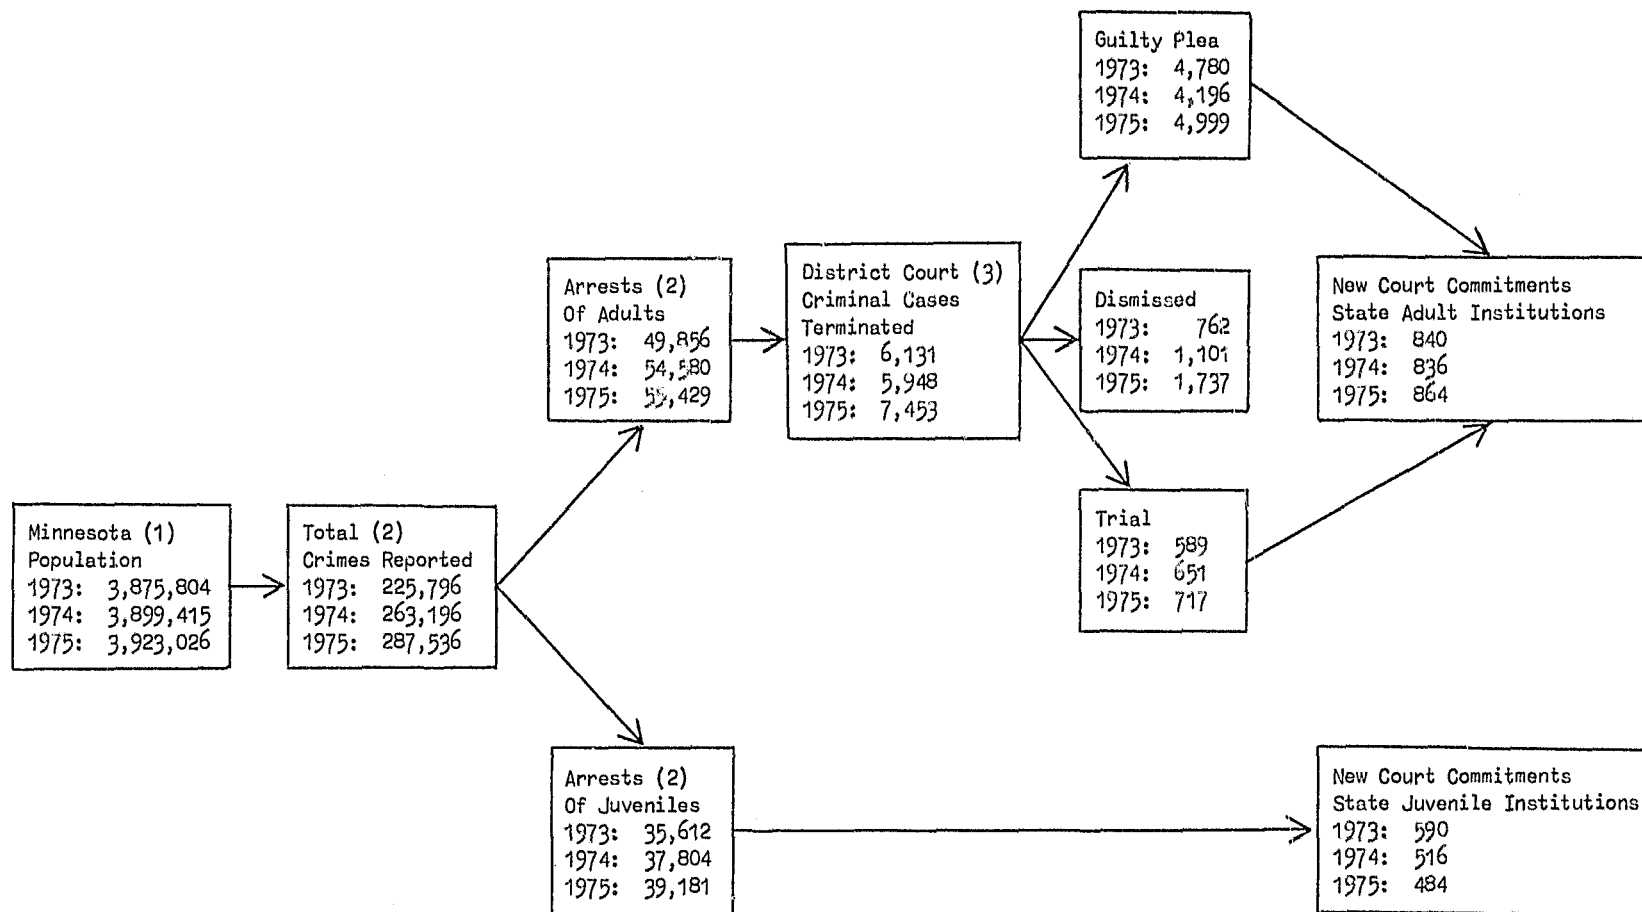 Guilty Plea
1973: 4,780
1974: 4,196
1975: 4,999
Arrests (2)
Of Adults
1973: 49,856
1974: 54,580
1975: 55,429
District Court (3)
Criminal Cases
Terminated
1973: 6,131
1974: 5,948
1975: 7,453
Dismissed
1973: 762
1974: 1,101
1975: 1,737
New Court Commitments
State Adult Institutions
1973: 840
1974: 836
1975: 864
Minnesota (1)
Population
1973: 3,875,804
1974: 3,899,415
1975: 3,923,026
Total (2)
Crimes Reported
1973: 225,796
1974: 263,196
1975: 287,536
Trial
1973: 589
1974: 651
1975: 717
Arrests (2)
Of Juveniles
1973: 35,612
1974: 37,804
1975: 39,181
New Court Commitments
State Juvenile Institutions
1973: 590
1974: 516
1975: 484